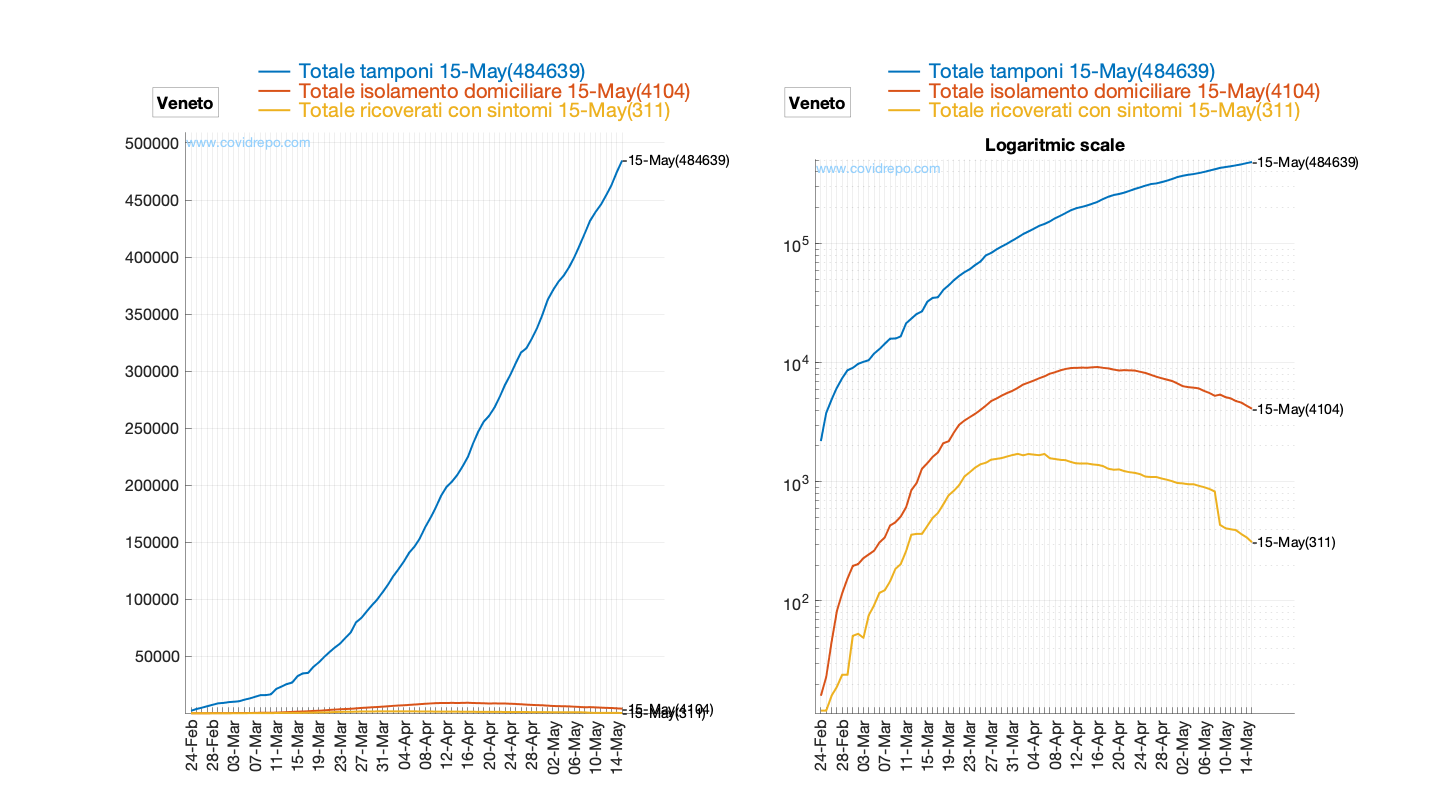 Veneto
Totale tamponi 15-May(484639)
Totale isolamento domiciliare 15-May(4104)
Totale ricoverati con sintomi 15-May(311)
www.covidrepo.com
500000
450000
400000
350000
300000
250000
200000
150000
100000
50000
15-May(484639)
15-May(4104)
15-May(311)
24-Feb
28-Feb
03-Mar
07-Mar
11-Mar
15-Mar
19-Mar
23-Mar
27-Mar
31-Mar
04-Apr
08-Apr
12-Apr
16-Apr
20-Apr
24-Apr
28-Apr
02-May
06-May
10-May
14-May
Veneto
Totale tamponi 15-May(484639)
Totale isolamento domiciliare 15-May(4104)
Totale ricoverati con sintomi 15-May(311)
Logaritmic scale
www.covidrepo.com
10^5
10^4
10^3
10^2
15-May(484639)
15-May(4104)
15-May(311)
24-Feb
28-Feb
03-Mar
07-Mar
11-Mar
15-Mar
19-Mar
23-Mar
27-Mar
31-Mar
04-Apr
08-Apr
12-Apr
16-Apr
20-Apr
24-Apr
28-Apr
02-May
06-May
10-May
14-May